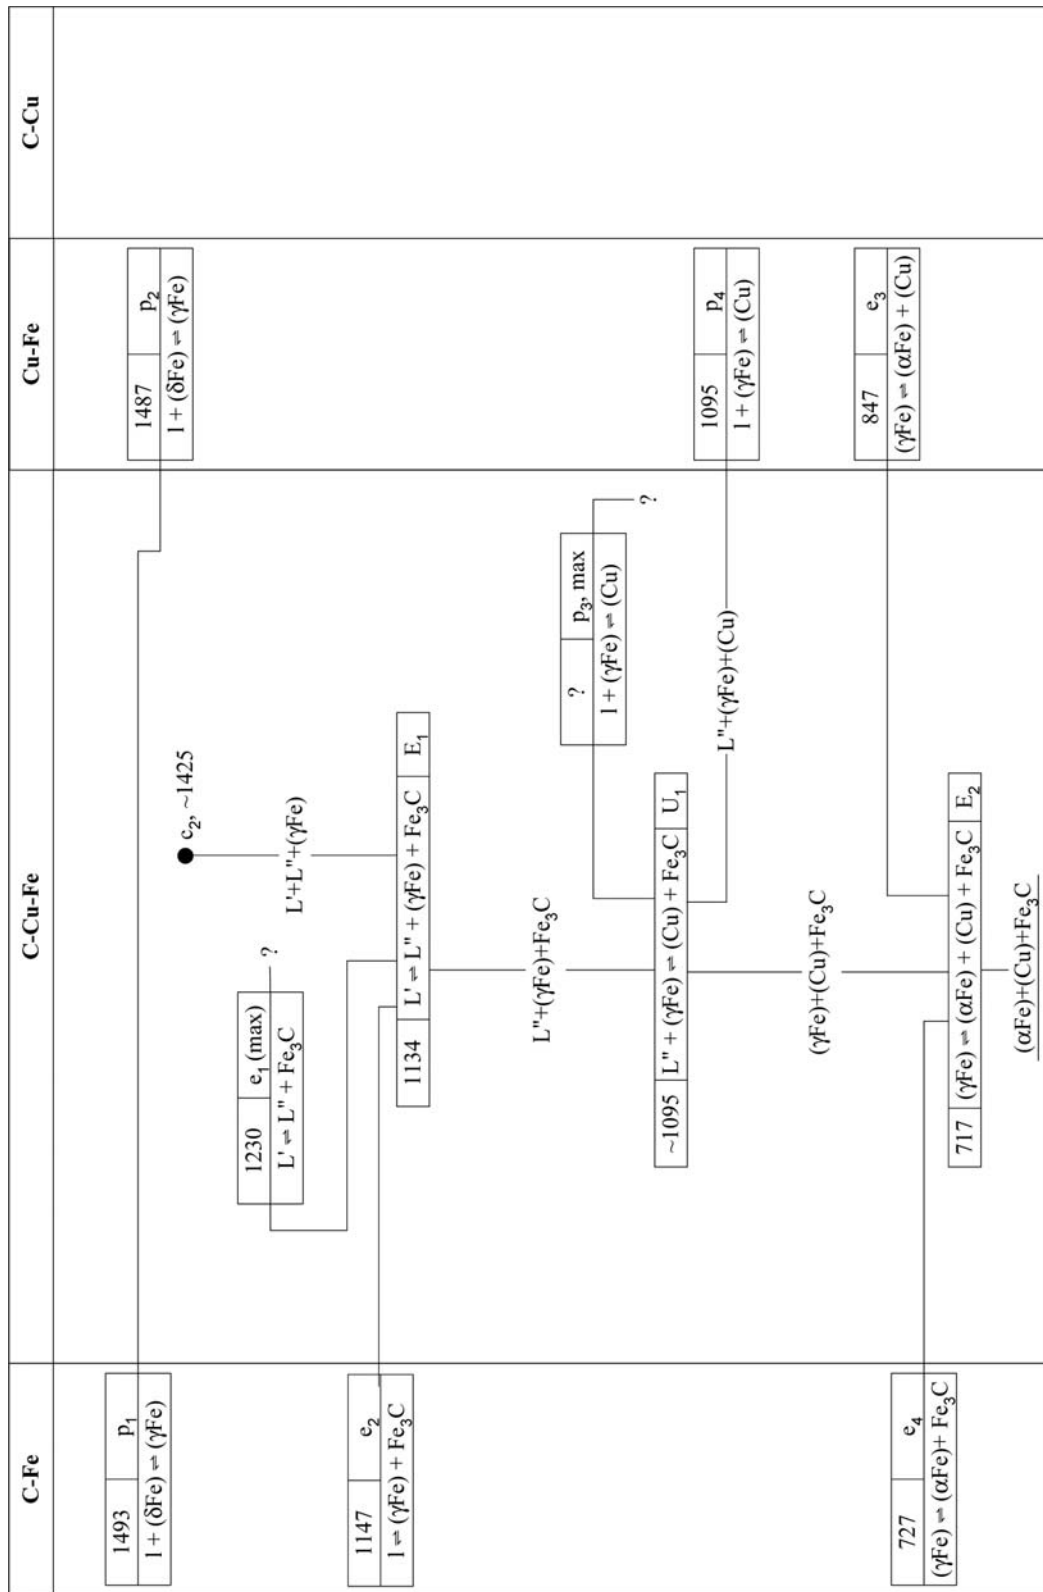 C-Fe
C-Cu-Fe
Cu-Fe
C-Cu
1493 p₁
l + (δFe) ⇌ (γFe)
1487 p₂
l + (δFe) ⇌ (γFe)
c₂, ~1425
1230 e₁ (max)
L' ⇌ L'' + Fe₃C
?
L'+L''+(γFe)
1147 e₂
l ⇌ (γFe) + Fe₃C
1134 L' ⇌ L'' + (γFe) + Fe₃C E₁
L''+(γFe)+Fe₃C
? p₃, max
l + (γFe) ⇌ (Cu)
?
~1095 L'' + (γFe) ⇌ (Cu) + Fe₃C U₁
1095 p₄
l + (γFe) ⇌ (Cu)
L''+(γFe)+(Cu)
(γFe)+(Cu)+Fe₃C
847 e₃
(γFe) ⇌ (αFe) + (Cu)
727 e₄
(γFe) ⇌ (αFe)+ Fe₃C
717 (γFe) ⇌ (αFe) + (Cu) + Fe₃C E₂
(αFe)+(Cu)+Fe₃C